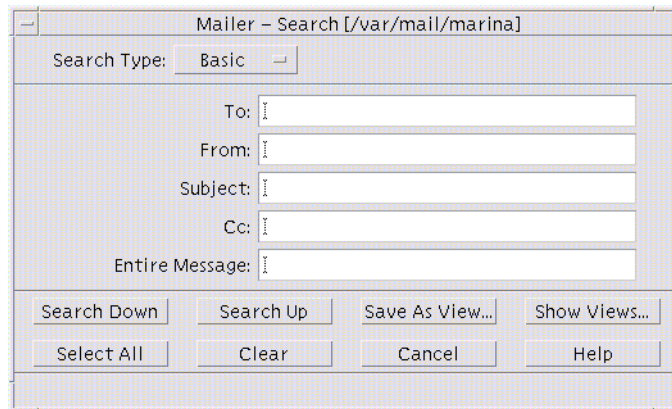 Mailer – Search [/var/mail/marina]
Search Type: Basic
To:
From:
Subject:
Cc:
Entire Message:
Search Down Search Up Save As View... Show Views...
Select All Clear Cancel Help